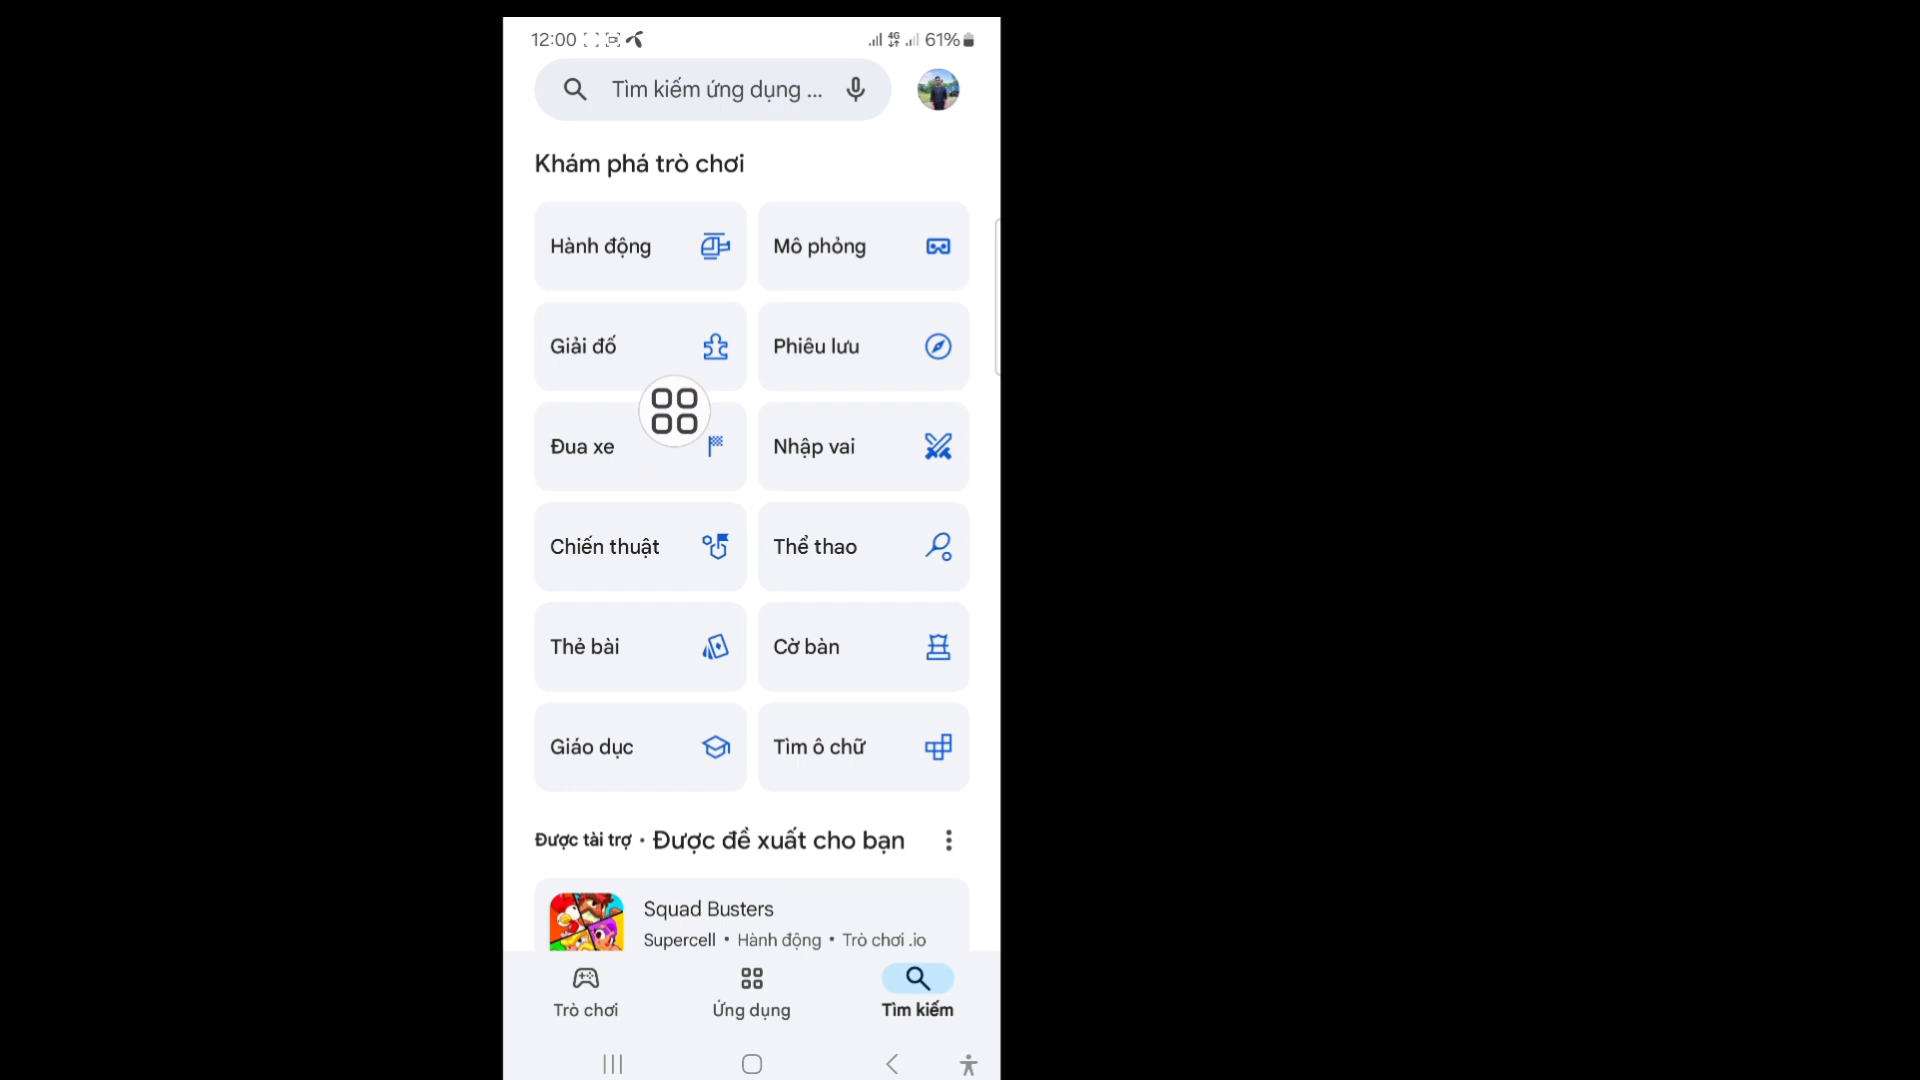 12:00 4G 61%
Tìm kiếm ứng dụng ...
Khám phá trò chơi
Hành động
Mô phỏng
Giải đố
Phiêu lưu
Đua xe
Nhập vai
Chiến thuật
Thể thao
Thẻ bài
Cờ bàn
Giáo dục
Tìm ô chữ
Được tài trợ • Được đề xuất cho bạn
Squad Busters
Supercell • Hành động • Trò chơi .io
Trò chơi
Ứng dụng
Tìm kiếm